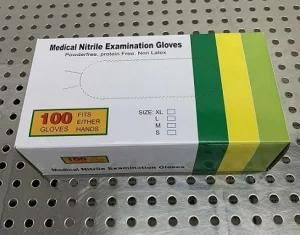 Medical Nitrile Examination Gloves
Powderfree, protein Free, Non Latex
SIZE: XL
L
M
S
100 FITS EITHER
GLOVES HANDS
100
Medical Nitrile Examination Gloves